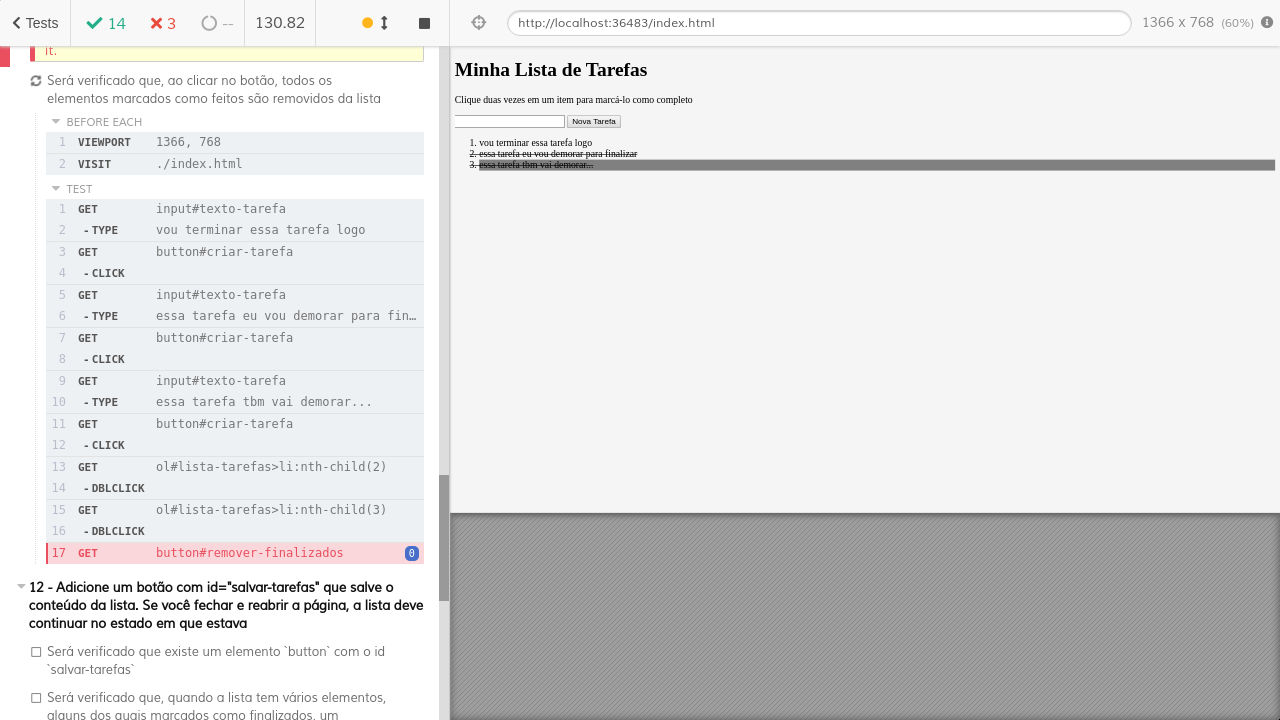 Tests 14 3 -- 130.82
http://localhost:36483/index.html 1366 x 768 (60%)
it.
Será verificado que, ao clicar no botão, todos os
elementos marcados como feitos são removidos da lista
BEFORE EACH
1 VIEWPORT 1366, 768
2 VISIT ./index.html
TEST
1 GET input#texto-tarefa
2 -TYPE vou terminar essa tarefa logo
3 GET button#criar-tarefa
4 -CLICK
5 GET input#texto-tarefa
6 -TYPE essa tarefa eu vou demorar para fin…
7 GET button#criar-tarefa
8 -CLICK
9 GET input#texto-tarefa
10 -TYPE essa tarefa tbm vai demorar...
11 GET button#criar-tarefa
12 -CLICK
13 GET ol#lista-tarefas>li:nth-child(2)
14 -DBLCLICK
15 GET ol#lista-tarefas>li:nth-child(3)
16 -DBLCLICK
17 GET button#remover-finalizados 0
12 - Adicione um botão com id="salvar-tarefas" que salve o
conteúdo da lista. Se você fechar e reabrir a página, a lista deve
continuar no estado em que estava
Será verificado que existe um elemento `button` com o id
`salvar-tarefas`
Será verificado que, quando a lista tem vários elementos,
alguns dos quais marcados como finalizados, um
Minha Lista de Tarefas
Clique duas vezes em um item para marcá-lo como completo
Nova Tarefa
1. vou terminar essa tarefa logo
2. essa tarefa eu vou demorar para finalizar
3. essa tarefa tbm vai demorar...